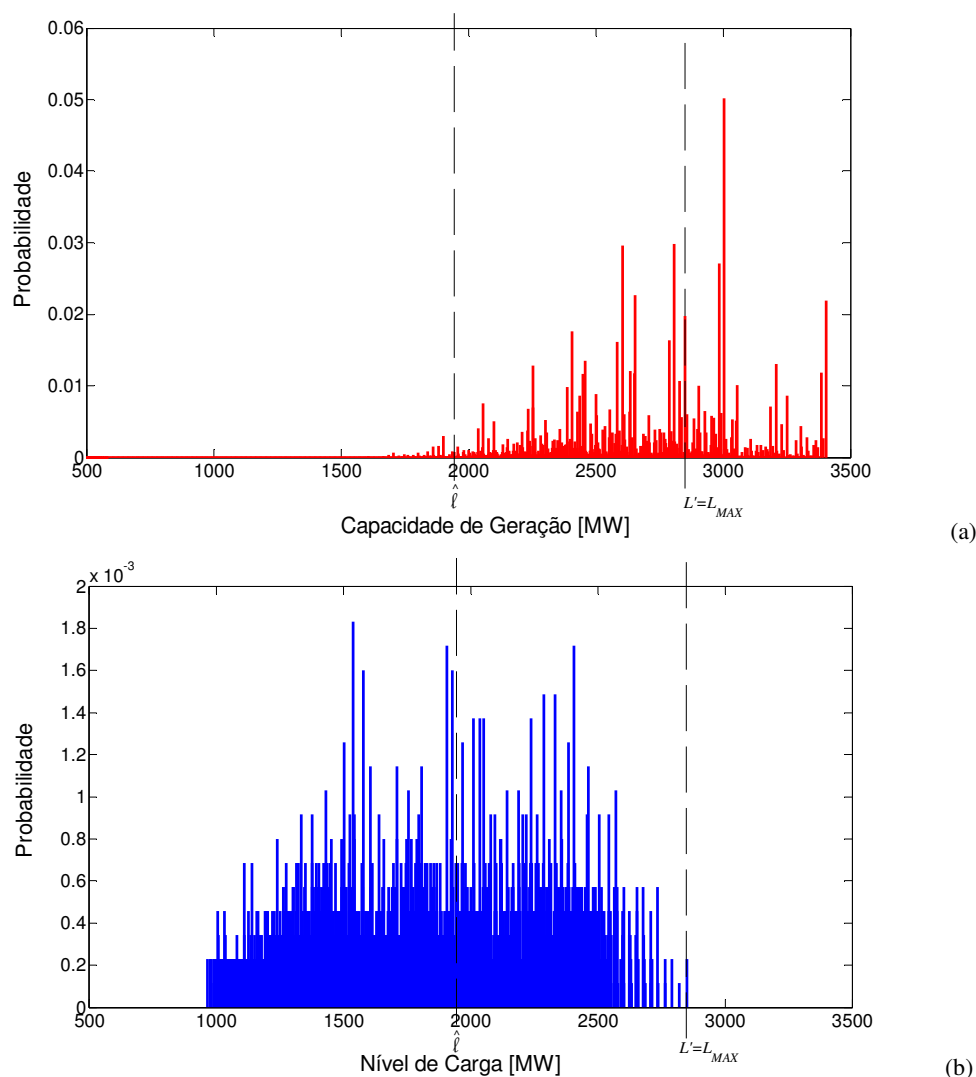 0.06
0.05
0.04
0.03
0.02
0.01
0
Probabilidade
500 1000 1500 2000 2500 3000 3500
ℓ̂ L'=L_MAX
Capacidade de Geração [MW]
(a)
x 10⁻³
2
1.8
1.6
1.4
1.2
1
0.8
0.6
0.4
0.2
0
Probabilidade
500 1000 1500 2000 2500 3000 3500
ℓ̂ L'=L_MAX
Nível de Carga [MW]
(b)